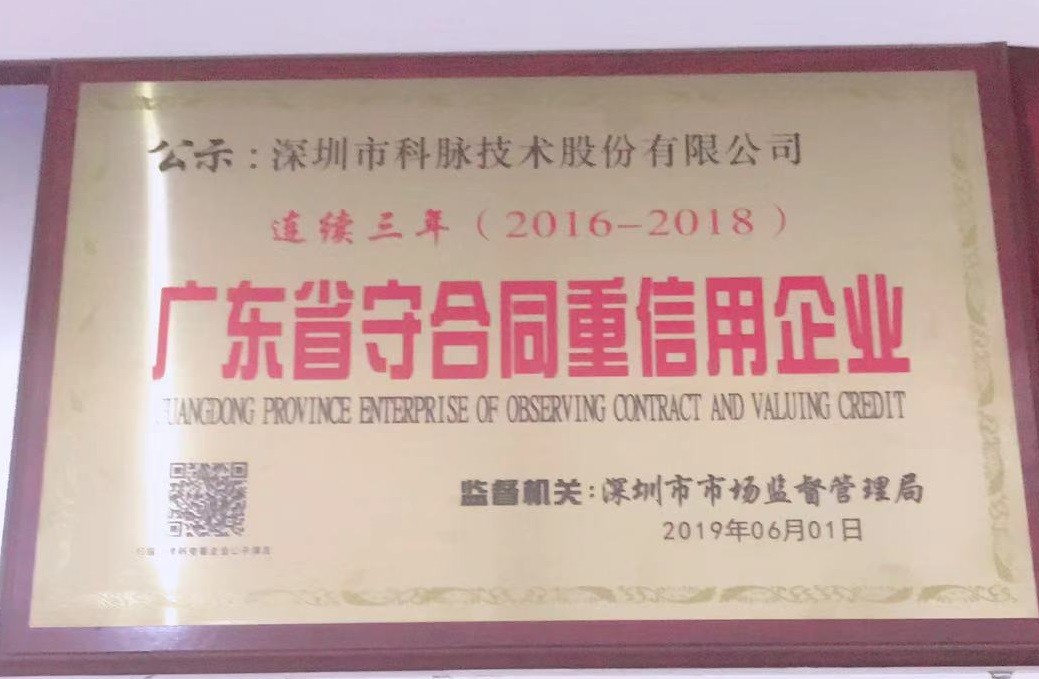 公示：深圳市科脉技术股份有限公司
连续三年（2016-2018）
广东省守合同重信用企业
GUANGDONG PROVINCE ENTERPRISE OF OBSERVING CONTRACT AND VALUING CREDIT
监督机关：深圳市市场监督管理局
2019年06月01日